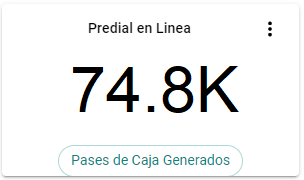 Predial en Linea
74.8K
Pases de Caja Generados